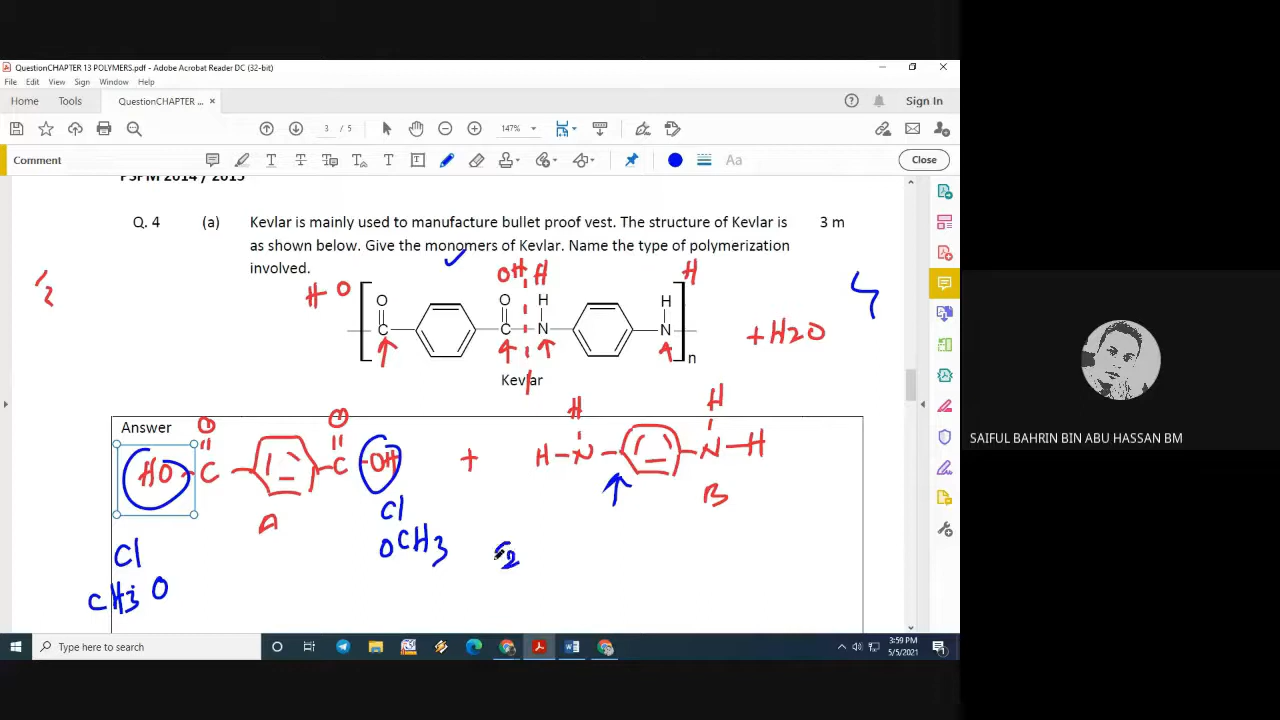 QuestionCHAPTER 13 POLYMERS.pdf - Adobe Acrobat Reader DC (32-bit)
File Edit View Sign Window Help
Home Tools QuestionCHAPTER ... × Sign In
3 / 5 147%
Comment Aa Close
PSPM 2014 / 2015
Q. 4 (a) Kevlar is mainly used to manufacture bullet proof vest. The structure of Kevlar is 3 m
as shown below. Give the monomers of Kevlar. Name the type of polymerization
involved.
OH H H
H O
O O H H
C C N N
n
+ H2O
Kevlar
Answer
O O H H
HO C C OH + H N N H
A B
Cl
OCH3
Cl
CH3 O
SAIFUL BAHRIN BIN ABU HASSAN BM
Type here to search
3:59 PM
5/5/2021